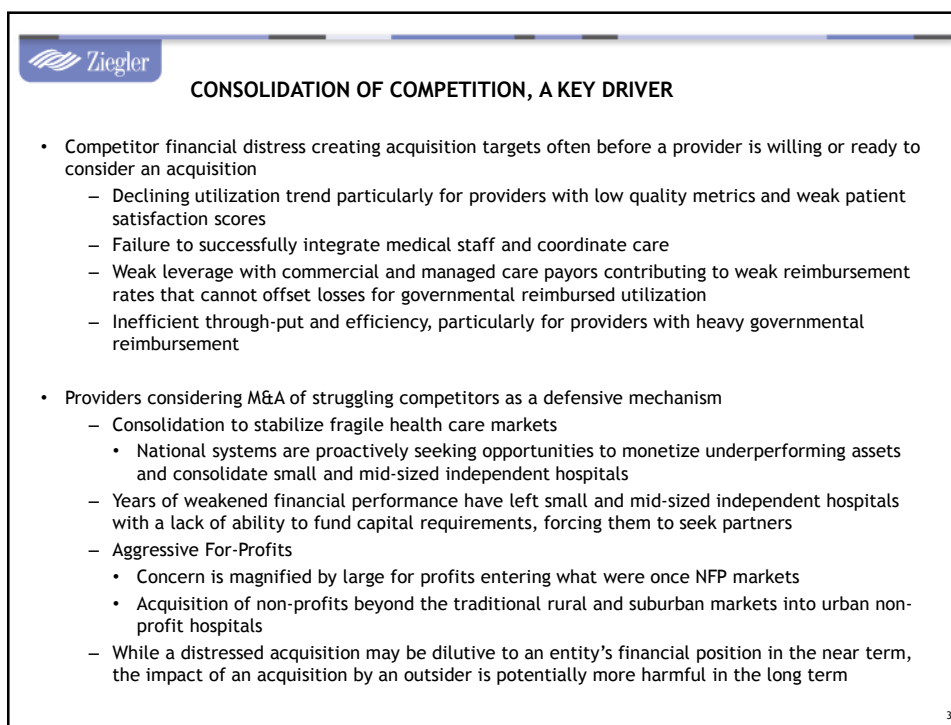 Ziegler
CONSOLIDATION OF COMPETITION, A KEY DRIVER
• Competitor financial distress creating acquisition targets often before a provider is willing or ready to
consider an acquisition
– Declining utilization trend particularly for providers with low quality metrics and weak patient
satisfaction scores
– Failure to successfully integrate medical staff and coordinate care
– Weak leverage with commercial and managed care payors contributing to weak reimbursement
rates that cannot offset losses for governmental reimbursed utilization
– Inefficient through-put and efficiency, particularly for providers with heavy governmental
reimbursement
• Providers considering M&A of struggling competitors as a defensive mechanism
– Consolidation to stabilize fragile health care markets
• National systems are proactively seeking opportunities to monetize underperforming assets
and consolidate small and mid-sized independent hospitals
– Years of weakened financial performance have left small and mid-sized independent hospitals
with a lack of ability to fund capital requirements, forcing them to seek partners
– Aggressive For-Profits
• Concern is magnified by large for profits entering what were once NFP markets
• Acquisition of non-profits beyond the traditional rural and suburban markets into urban non-
profit hospitals
– While a distressed acquisition may be dilutive to an entity’s financial position in the near term,
the impact of an acquisition by an outsider is potentially more harmful in the long term
3